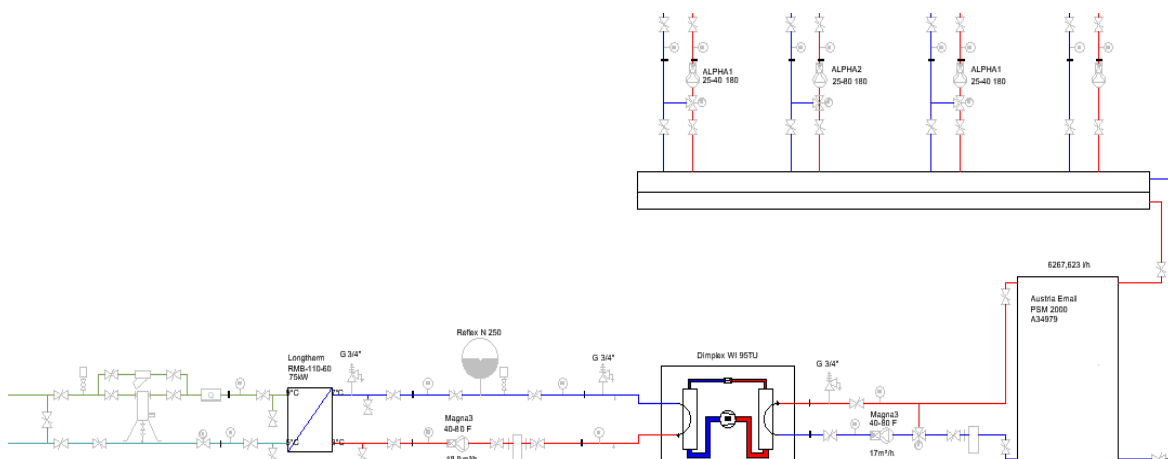 ALPHA1
25-40 180
ALPHA2
25-80 180
ALPHA1
25-40 180
6267,623 l/h
Austria Email
PSM 2000
A34979
Reflex N 250
Longtherm
RMB-110-60
75kW
G 3/4"
G 3/4"
Dimplex WI 95TU
G 3/4"
Magna3
40-80 F
Magna3
40-80 F
17m³/h